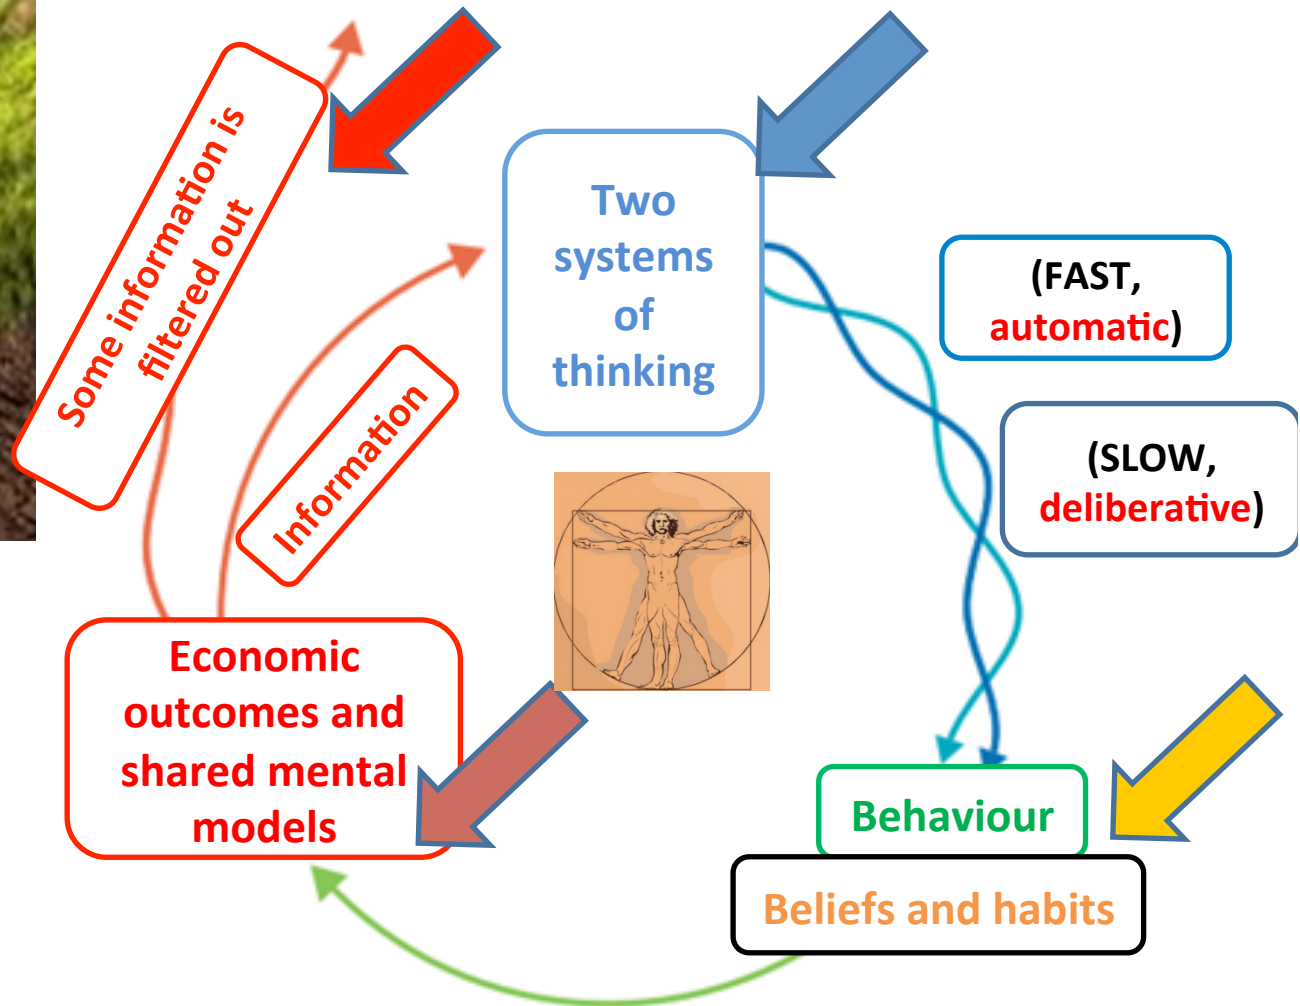 Some information is
filtered out
Information
Two
systems
of
thinking
(FAST,
automatic)
(SLOW,
deliberative)
Economic
outcomes and
shared mental
models
Behaviour
Beliefs and habits